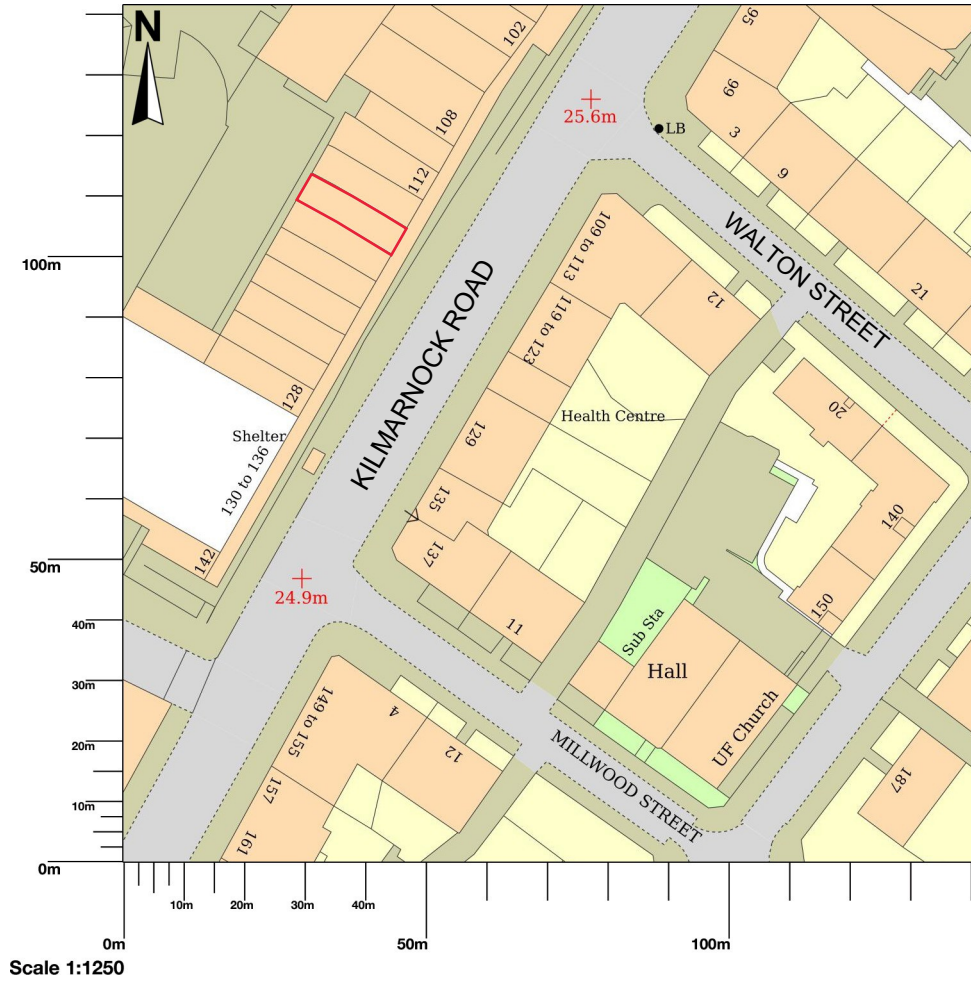 N
102
95
99
25.6m
LB
108
3
9
112
109 to 113
WALTON STREET
100m
KILMARNOCK ROAD
12
21
119 to 123
128
20
Health Centre
Shelter
129
130 to 136
135
140
137
142
50m
24.9m
150
40m
11
Sub Sta
Hall
30m
149 to 155
4
UF Church
20m
12
MILLWOOD STREET
187
157
10m
161
0m
10m
20m
30m
40m
0m
50m
100m
Scale 1:1250